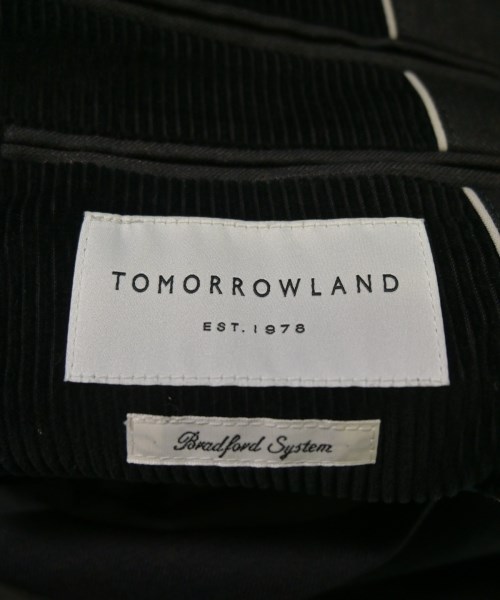 TOMORROWLAND
EST. 1978
Bradford System